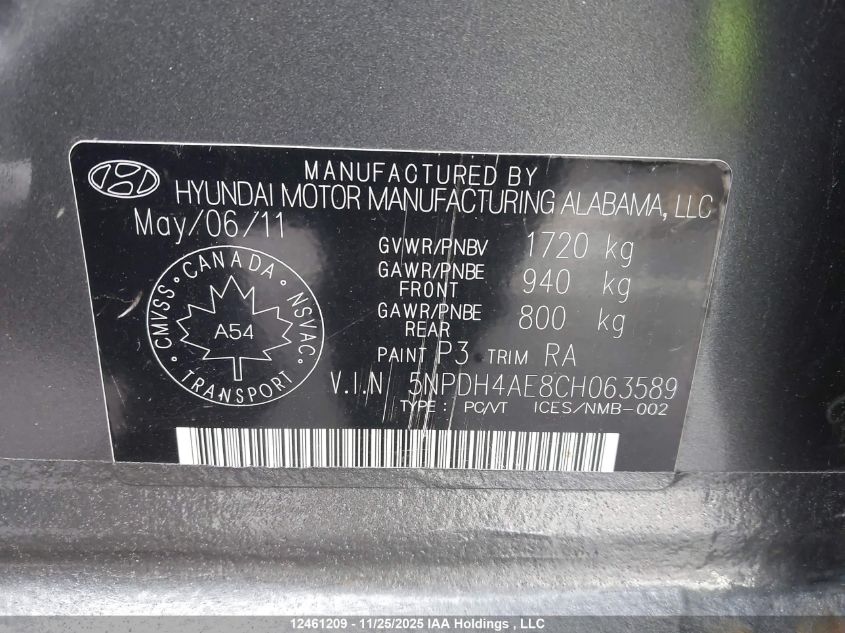 MANUFACTURED BY
HYUNDAI MOTOR MANUFACTURING ALABAMA, LLC
May/06/11
GVWR/PNBV 1720 kg
GAWR/PNBE FRONT 940 kg
GAWR/PNBE REAR 800 kg
CANADA
CMVSS NSVAC
A54
TRANSPORT
PAINT P3 TRIM RA
V.I.N 5NPDH4AE8CH063589
TYPE : PC/VT ICES/NMB-002
12461209 - 11/25/2025 IAA Holdings , LLC